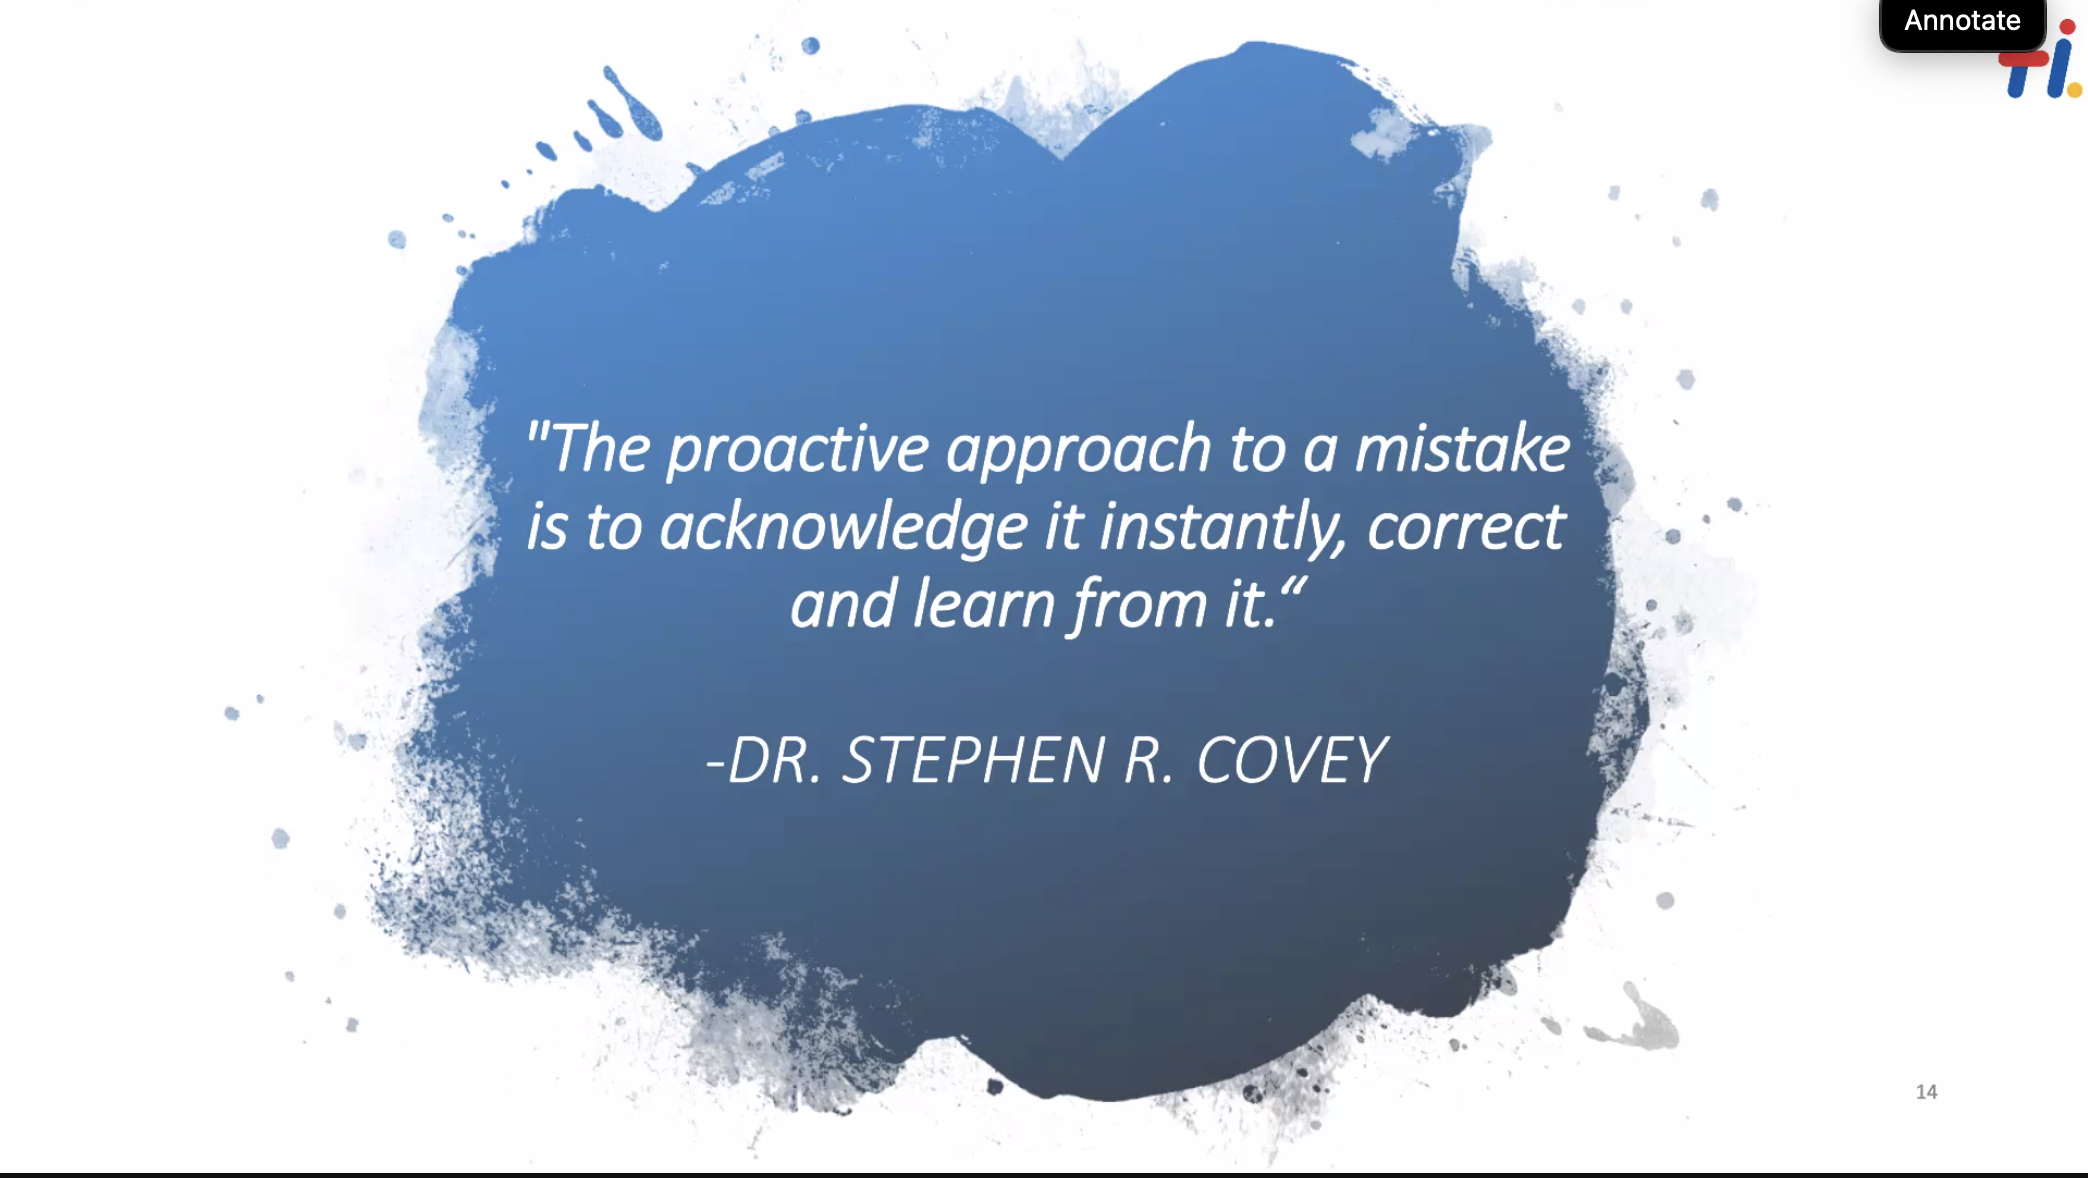 Annotate
"The proactive approach to a mistake
is to acknowledge it instantly, correct
and learn from it.“
-DR. STEPHEN R. COVEY
14